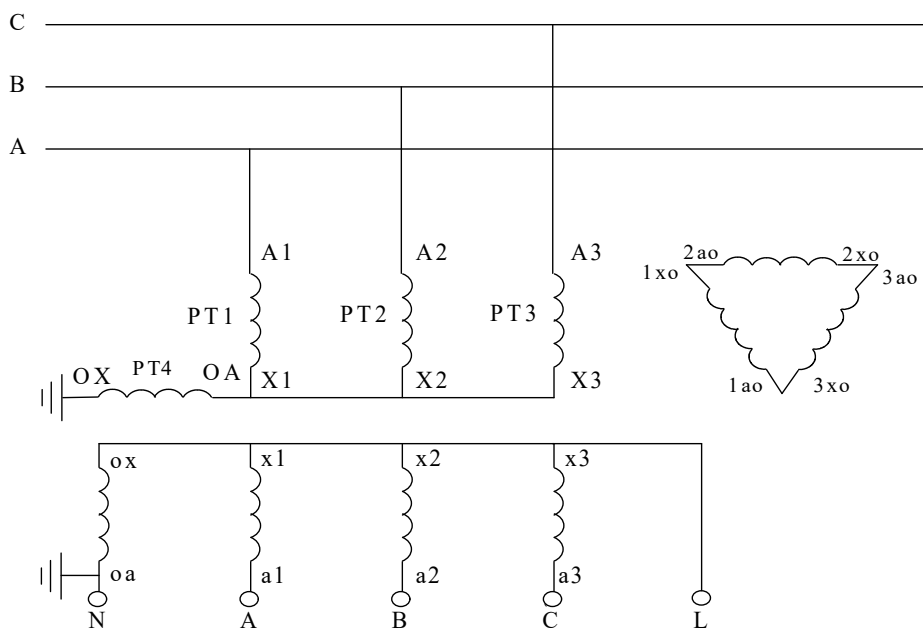 C
B
A
A1 A2 A3
2ao 2xo
1xo 3ao
PT1 PT2 PT3
OX PT4 OA X1 X2 X3
1ao 3xo
ox x1 x2 x3
oa a1 a2 a3
N A B C L